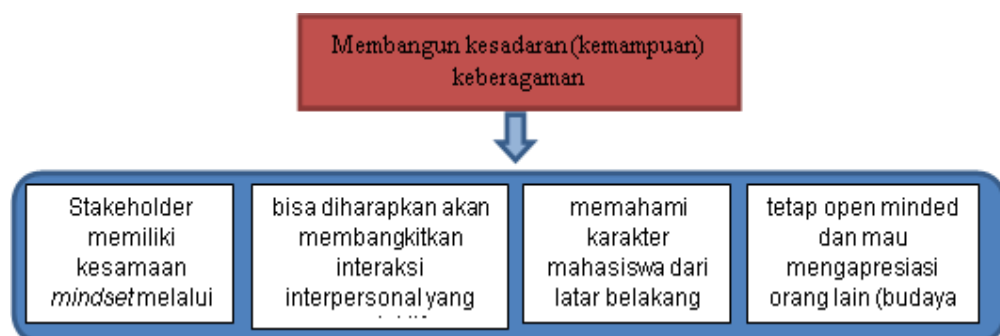 Membangun kesadaran (kemampuan)
keberagaman
Stakeholder
memiliki
kesamaan
mindset melalui
bisa diharapkan akan
membangkitkan
interaksi
interpersonal yang
memahami
karakter
mahasiswa dari
latar belakang
tetap open minded
dan mau
mengapresiasi
orang lain (budaya